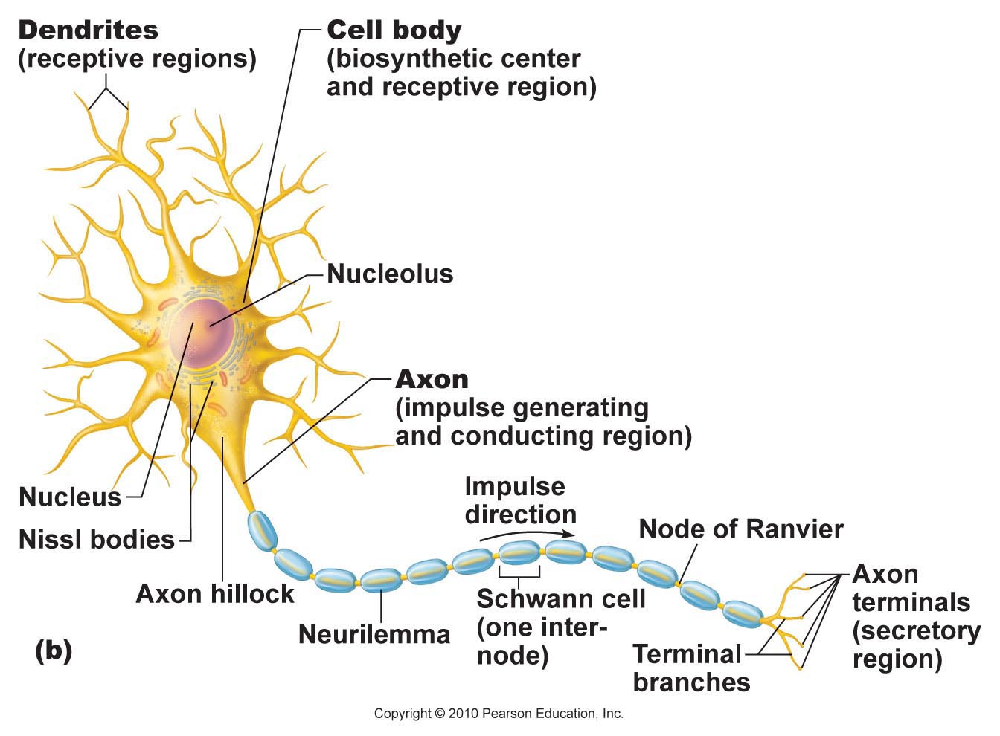 Dendrites
(receptive regions)
Cell body
(biosynthetic center
and receptive region)
Nucleolus
Axon
(impulse generating
and conducting region)
Nucleus
Nissl bodies
Axon hillock
Neurilemma
Impulse
direction
Schwann cell
(one inter-
node)
Node of Ranvier
Terminal
branches
Axon
terminals
(secretory
region)
(b)
Copyright © 2010 Pearson Education, Inc.